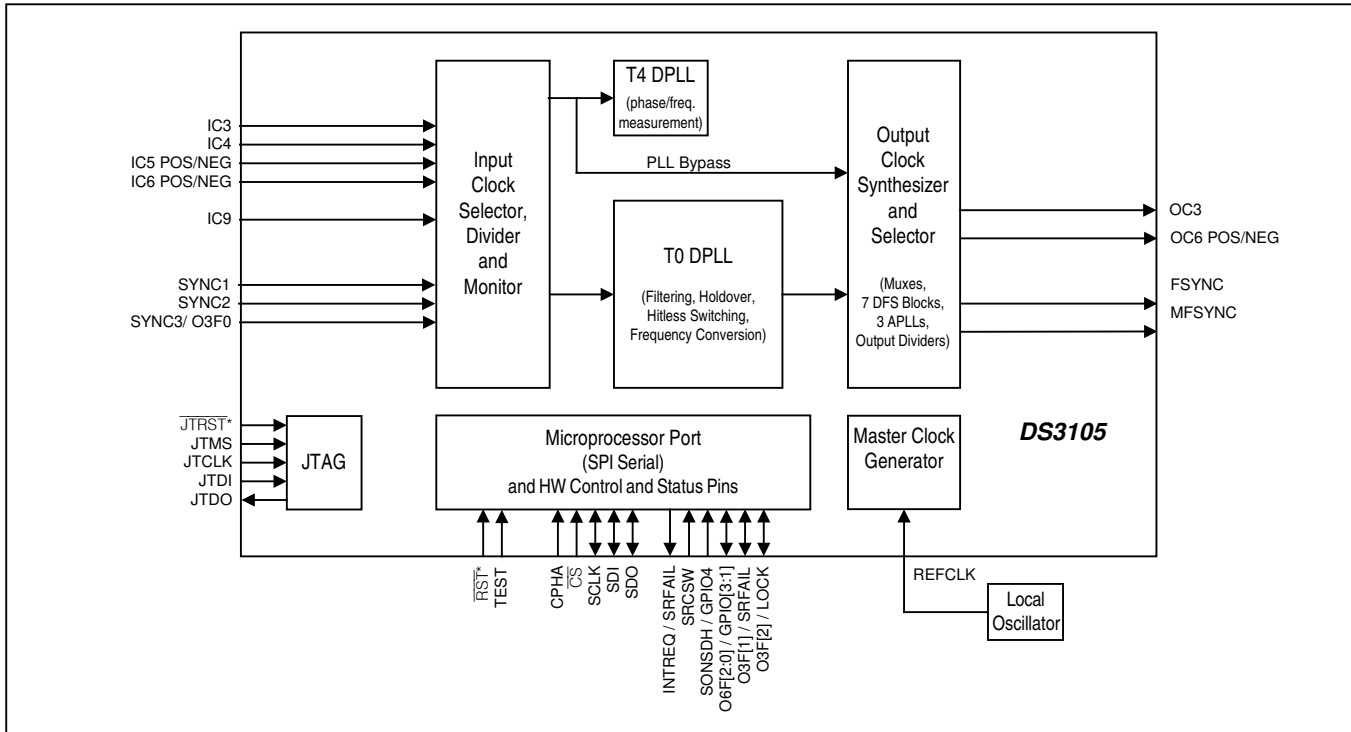 IC3
IC4
IC5 POS/NEG
IC6 POS/NEG
IC9
SYNC1
SYNC2
SYNC3/ O3F0
Input
Clock
Selector,
Divider
and
Monitor
T4 DPLL
(phase/freq.
measurement)
PLL Bypass
T0 DPLL
(Filtering, Holdover,
Hitless Switching,
Frequency Conversion)
Output
Clock
Synthesizer
and
Selector
(Muxes,
7 DFS Blocks,
3 APLLs,
Output Dividers)
OC3
OC6 POS/NEG
FSYNC
MFSYNC
JTRST*
JTMS
JTCLK
JTDI
JTDO
JTAG
Microprocessor Port
(SPI Serial)
and HW Control and Status Pins
Master Clock
Generator
DS3105
RST*
TEST
CPHA
CS
SCLK
SDI
SDO
INTREQ / SRFAIL
SRCSW
SONSDH / GPIO4
O6F[2:0] / GPIO[3:1]
O3F[1] / SRFAIL
O3F[2] / LOCK
REFCLK
Local
Oscillator